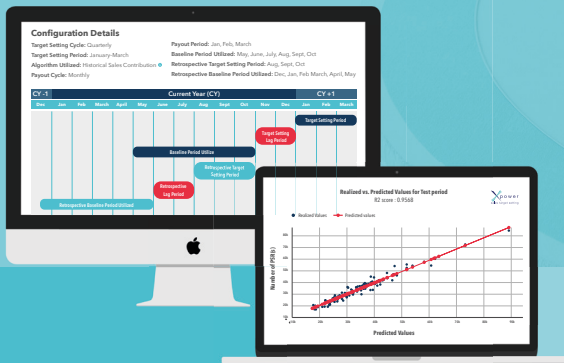 Configuration Details
Target Setting Cycle: Quarterly
Target Setting Period: January-March
Algorithm Utilized: Historical Sales Contribution
Payout Cycle: Monthly
Payout Period: Jan, Feb, March
Baseline Period Utilized: May, June, July, Aug, Sept, Oct
Retrospective Target Setting Period: Aug, Sept, Oct
Retrospective Baseline Period Utilized: Dec, Jan, Feb March, April, May
CY -1 Current Year (CY) CY +1
Dec Jan Feb March April May June July Aug Sept Oct Nov Dec Jan Feb March
Target Setting Period
Target Setting
Lag Period
Baseline Period Utilize
Retrospective Target
Setting Period
Retrospective
Lag Period
Retrospective Baseline Period Utilized
Realized vs. Predicted Values for Test period
R2 score : 0.9568
Xpower
Realized Values Predicted values
Number of PSR(s)
Predicted Values